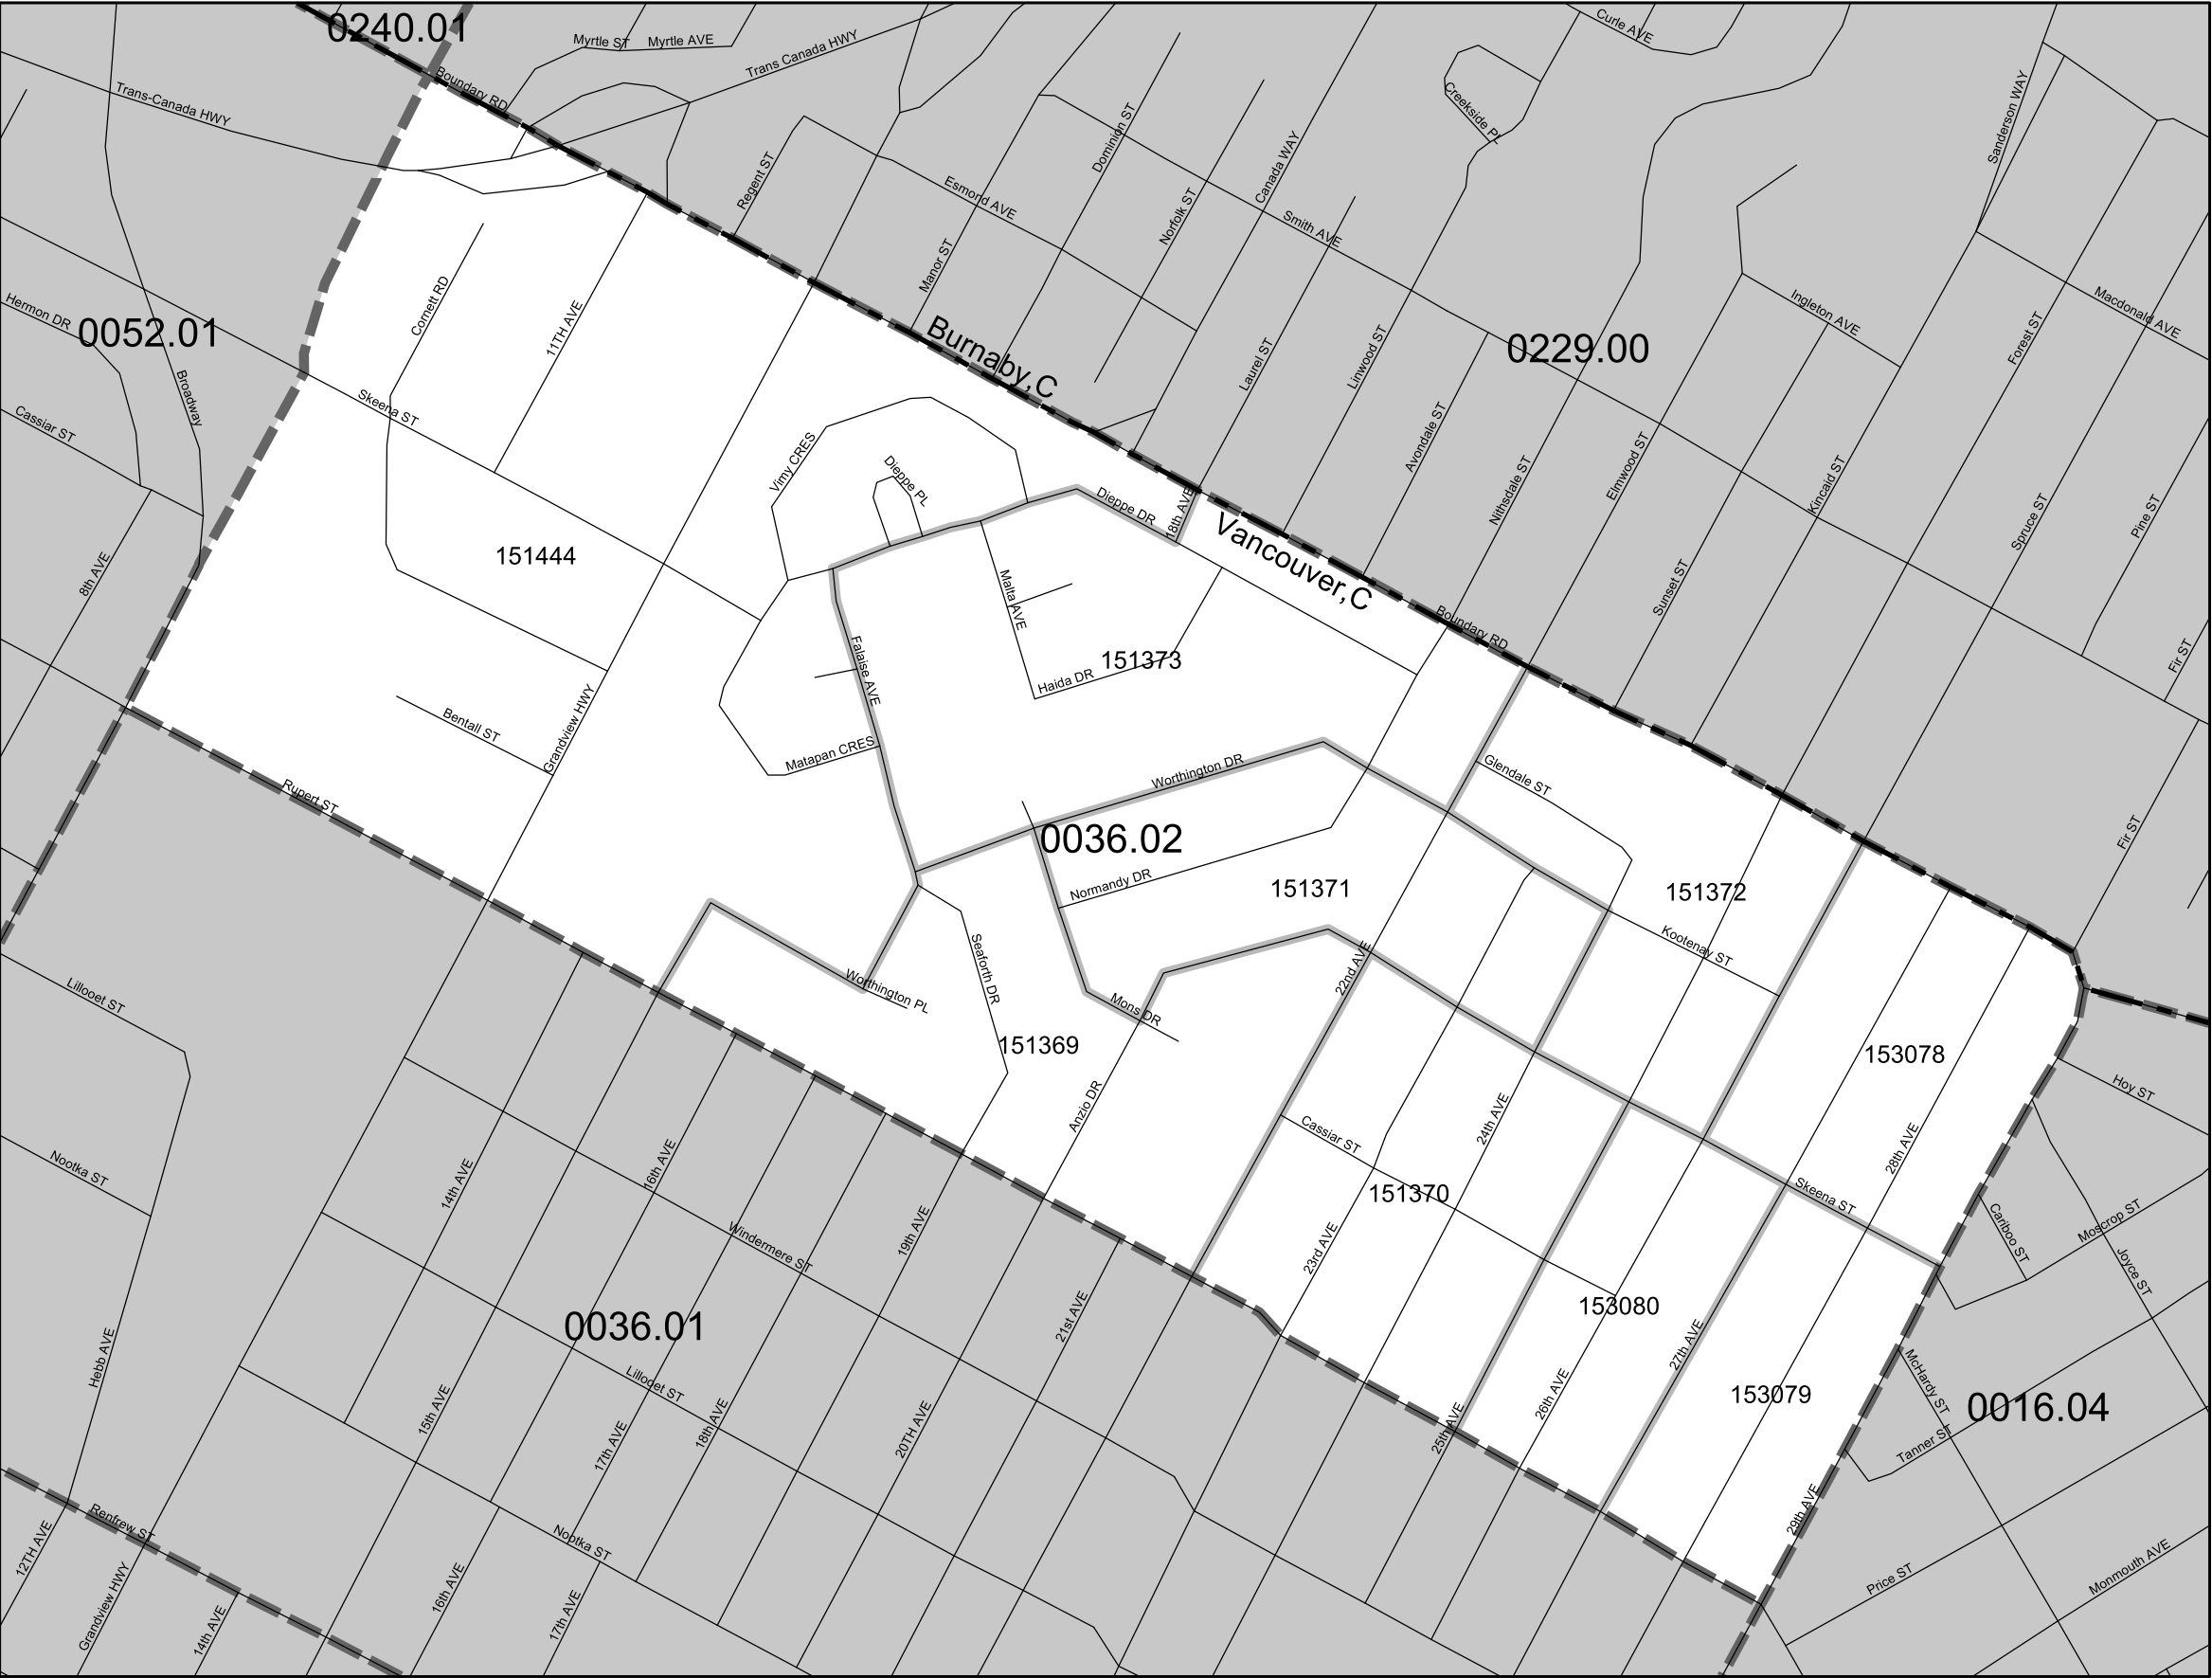 0240.01
Myrtle ST
Myrtle AVE
Trans Canada HWY
Curle AVE
Boundary RD
Trans-Canada HWY
Creekside PL
Sanderson WAY
Dominion ST
Canada WAY
Regent ST
Esmond AVE
Norfolk ST
Smith AVE
Manor ST
Hermon DR
0052.01
Cornett RD
11TH AVE
Burnaby,C
Laurel ST
Linwood ST
0229.00
Ingleton AVE
Forest ST
Macdonald AVE
Broadway
Skeena ST
Cassiar ST
Vimy CRES
Dieppe PL
Avondale ST
Elmwood ST
Kincaid ST
Nithsdale ST
Dieppe DR
18th AVE
Vancouver,C
Spruce ST
Pine ST
8th AVE
151444
Malta AVE
Sunset ST
Boundary RD
Falaise AVE
151373
Haida DR
Fir ST
Bentall ST
Grandview HWY
Matapan CRES
Worthington DR
Glendale ST
Rupert ST
0036.02
Fir ST
Normandy DR
151371
151372
Kootenay ST
Seaforth DR
22nd AVE
Worthington PL
Lillooet ST
Mons DR
151369
153078
Hoy ST
Anzio DR
24th AVE
Cassiar ST
28th AVE
Nootka ST
14th AVE
16th AVE
151370
Skeena ST
Cariboo ST
Moscrop ST
Joyce ST
Windermere ST
19th AVE
23rd AVE
153080
0036.01
21st AVE
27th AVE
Hebb AVE
Lillooet ST
McHardy ST
153079
0016.04
26th AVE
15th AVE
18th AVE
20TH AVE
25th AVE
17th AVE
Tanner ST
Renfrew ST
29th AVE
Nootka ST
12TH AVE
Grandview HWY
14th AVE
16th AVE
17th AVE
Price ST
Monmouth AVE